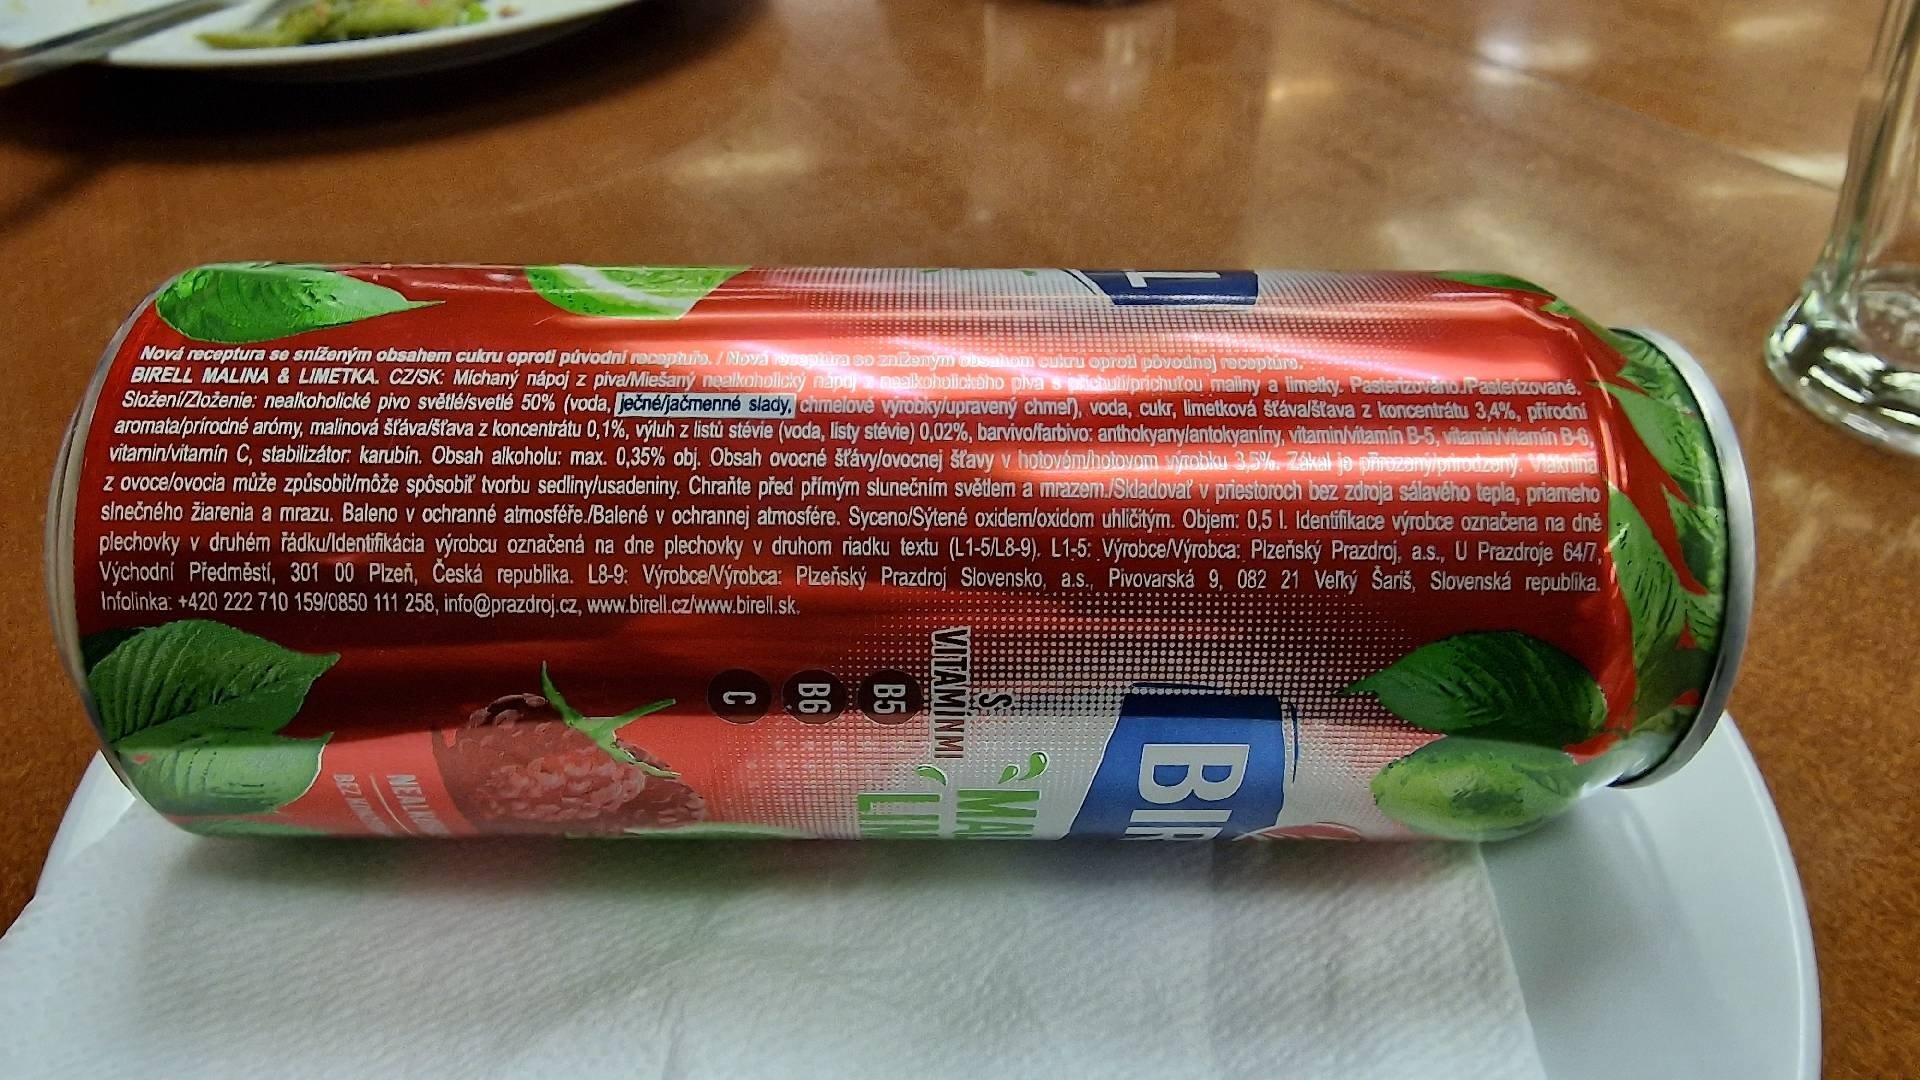 Nová receptura se sníženým obsahem cukru oproti původní receptuře. / Nová receptúra so zníženým obsahom cukru oproti pôvodnej receptúre.
BIRELL MALINA & LIMETKA. CZ/SK: Míchaný nápoj z piva/Miešaný nealkoholický nápoj z nealkoholického piva s příchutí/príchuťou maliny a limetky. Pasterizováno./Pasterizované.
Složení/Zloženie: nealkoholické pivo světlé/svetlé 50% (voda, ječné/jačmenné slady, chmelové výrobky/upravený chmeľ), voda, cukr, limetková šťáva/šťava z koncentrátu 3,4%, přírodní
aromata/prírodné arómy, malinová šťáva/šťava z koncentrátu 0,1%, výluh z listů stévie (voda, listy stévie) 0,02%, barvivo/farbivo: anthokyany/antokyaníny, vitamin/vitamín B-5, vitamin/vitamín B-6,
vitamin/vitamín C, stabilizátor: karubin. Obsah alkoholu: max. 0,35% obj. Obsah ovocné šťávy/ovocnej šťavy v hotovém/hotovom výrobku 3,5%. Zákal je přirozený/prirodzený. Vláknina
z ovoce/ovocia může způsobit/môže spôsobiť tvorbu sedliny/usadeniny. Chraňte před přímým slunečním světlem a mrazem./Skladovať v priestoroch bez zdroja sálavého tepla, priameho
slnečného žiarenia a mrazu. Baleno v ochranné atmosféře./Balené v ochrannej atmosfére. Syceno/Sýtené oxidem/oxidom uhličitým. Objem: 0,5 l. Identifikace výrobce označena na dně
plechovky v druhém řádku/Identifikácia výrobcu označená na dne plechovky v druhom riadku textu (L1-5/L8-9). L1-5: Výrobce/Výrobca: Plzeňský Prazdroj, a.s., U Prazdroje 64/7,
Východní Předměstí, 301 00 Plzeň, Česká republika. L8-9: Výrobce/Výrobca: Plzeňský Prazdroj Slovensko, a.s., Pivovarská 9, 082 21 Veľký Šariš, Slovenská republika.
Infolinka: +420 222 710 159/0850 111 258, info@prazdroj.cz, www.birell.cz/www.birell.sk.
S
VITAMÍNMI
B5
B6
C